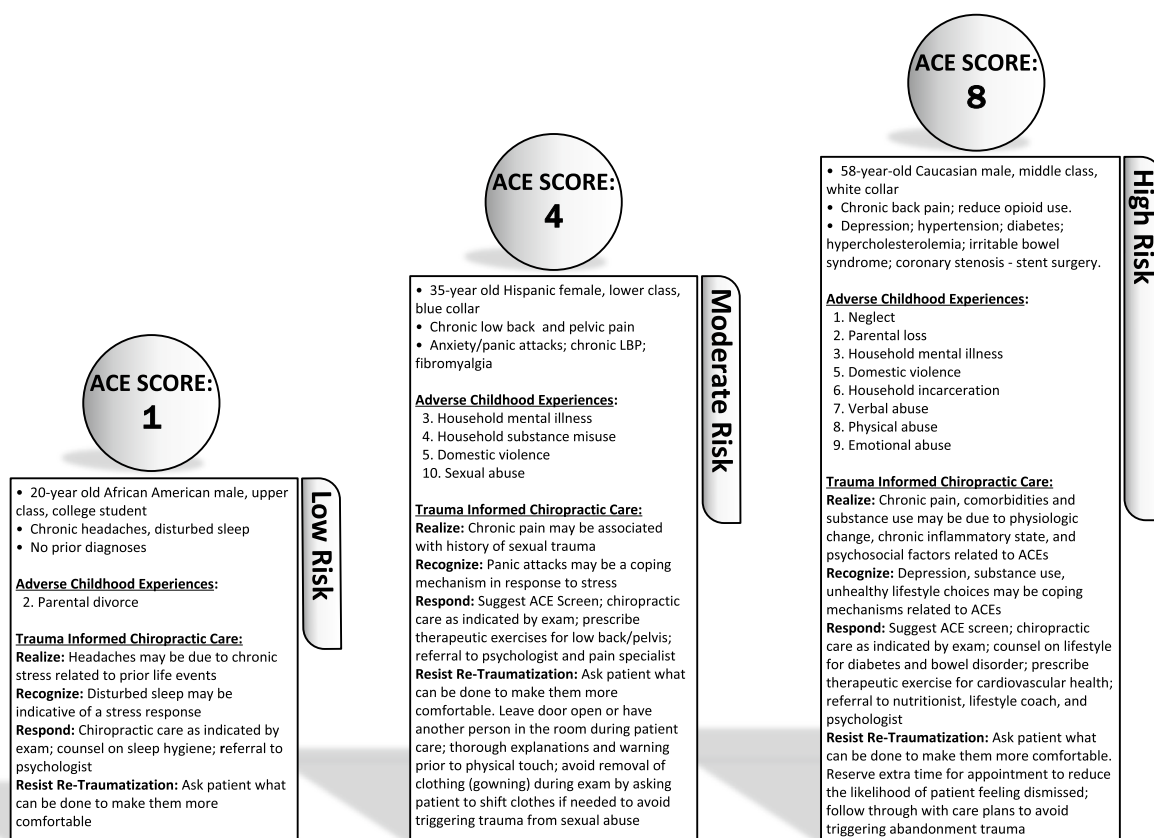 ACE SCORE:
1
• 20-year old African American male, upper
class, college student
• Chronic headaches, disturbed sleep
• No prior diagnoses
Adverse Childhood Experiences:
2. Parental divorce
Trauma Informed Chiropractic Care:
Realize: Headaches may be due to chronic
stress related to prior life events
Recognize: Disturbed sleep may be
indicative of a stress response
Respond: Chiropractic care as indicated by
exam; counsel on sleep hygiene; referral to
psychologist
Resist Re-Traumatization: Ask patient what
can be done to make them more
comfortable
Low Risk
ACE SCORE:
4
• 35-year old Hispanic female, lower class,
blue collar
• Chronic low back and pelvic pain
• Anxiety/panic attacks; chronic LBP;
fibromyalgia
Adverse Childhood Experiences:
3. Household mental illness
4. Household substance misuse
5. Domestic violence
10. Sexual abuse
Trauma Informed Chiropractic Care:
Realize: Chronic pain may be associated
with history of sexual trauma
Recognize: Panic attacks may be a coping
mechanism in response to stress
Respond: Suggest ACE Screen; chiropractic
care as indicated by exam; prescribe
therapeutic exercises for low back/pelvis;
referral to psychologist and pain specialist
Resist Re-Traumatization: Ask patient what
can be done to make them more
comfortable. Leave door open or have
another person in the room during patient
care; thorough explanations and warning
prior to physical touch; avoid removal of
clothing (gowning) during exam by asking
patient to shift clothes if needed to avoid
triggering trauma from sexual abuse
Moderate Risk
ACE SCORE:
8
• 58-year-old Caucasian male, middle class,
white collar
• Chronic back pain; reduce opioid use.
• Depression; hypertension; diabetes;
hypercholesterolemia; irritable bowel
syndrome; coronary stenosis - stent surgery.
Adverse Childhood Experiences:
1. Neglect
2. Parental loss
3. Household mental illness
5. Domestic violence
6. Household incarceration
7. Verbal abuse
8. Physical abuse
9. Emotional abuse
Trauma Informed Chiropractic Care:
Realize: Chronic pain, comorbidities and
substance use may be due to physiologic
change, chronic inflammatory state, and
psychosocial factors related to ACEs
Recognize: Depression, substance use,
unhealthy lifestyle choices may be coping
mechanisms related to ACEs
Respond: Suggest ACE screen; chiropractic
care as indicated by exam; counsel on lifestyle
for diabetes and bowel disorder; prescribe
therapeutic exercise for cardiovascular health;
referral to nutritionist, lifestyle coach, and
psychologist
Resist Re-Traumatization: Ask patient what
can be done to make them more comfortable.
Reserve extra time for appointment to reduce
the likelihood of patient feeling dismissed;
follow through with care plans to avoid
triggering abandonment trauma
High Risk